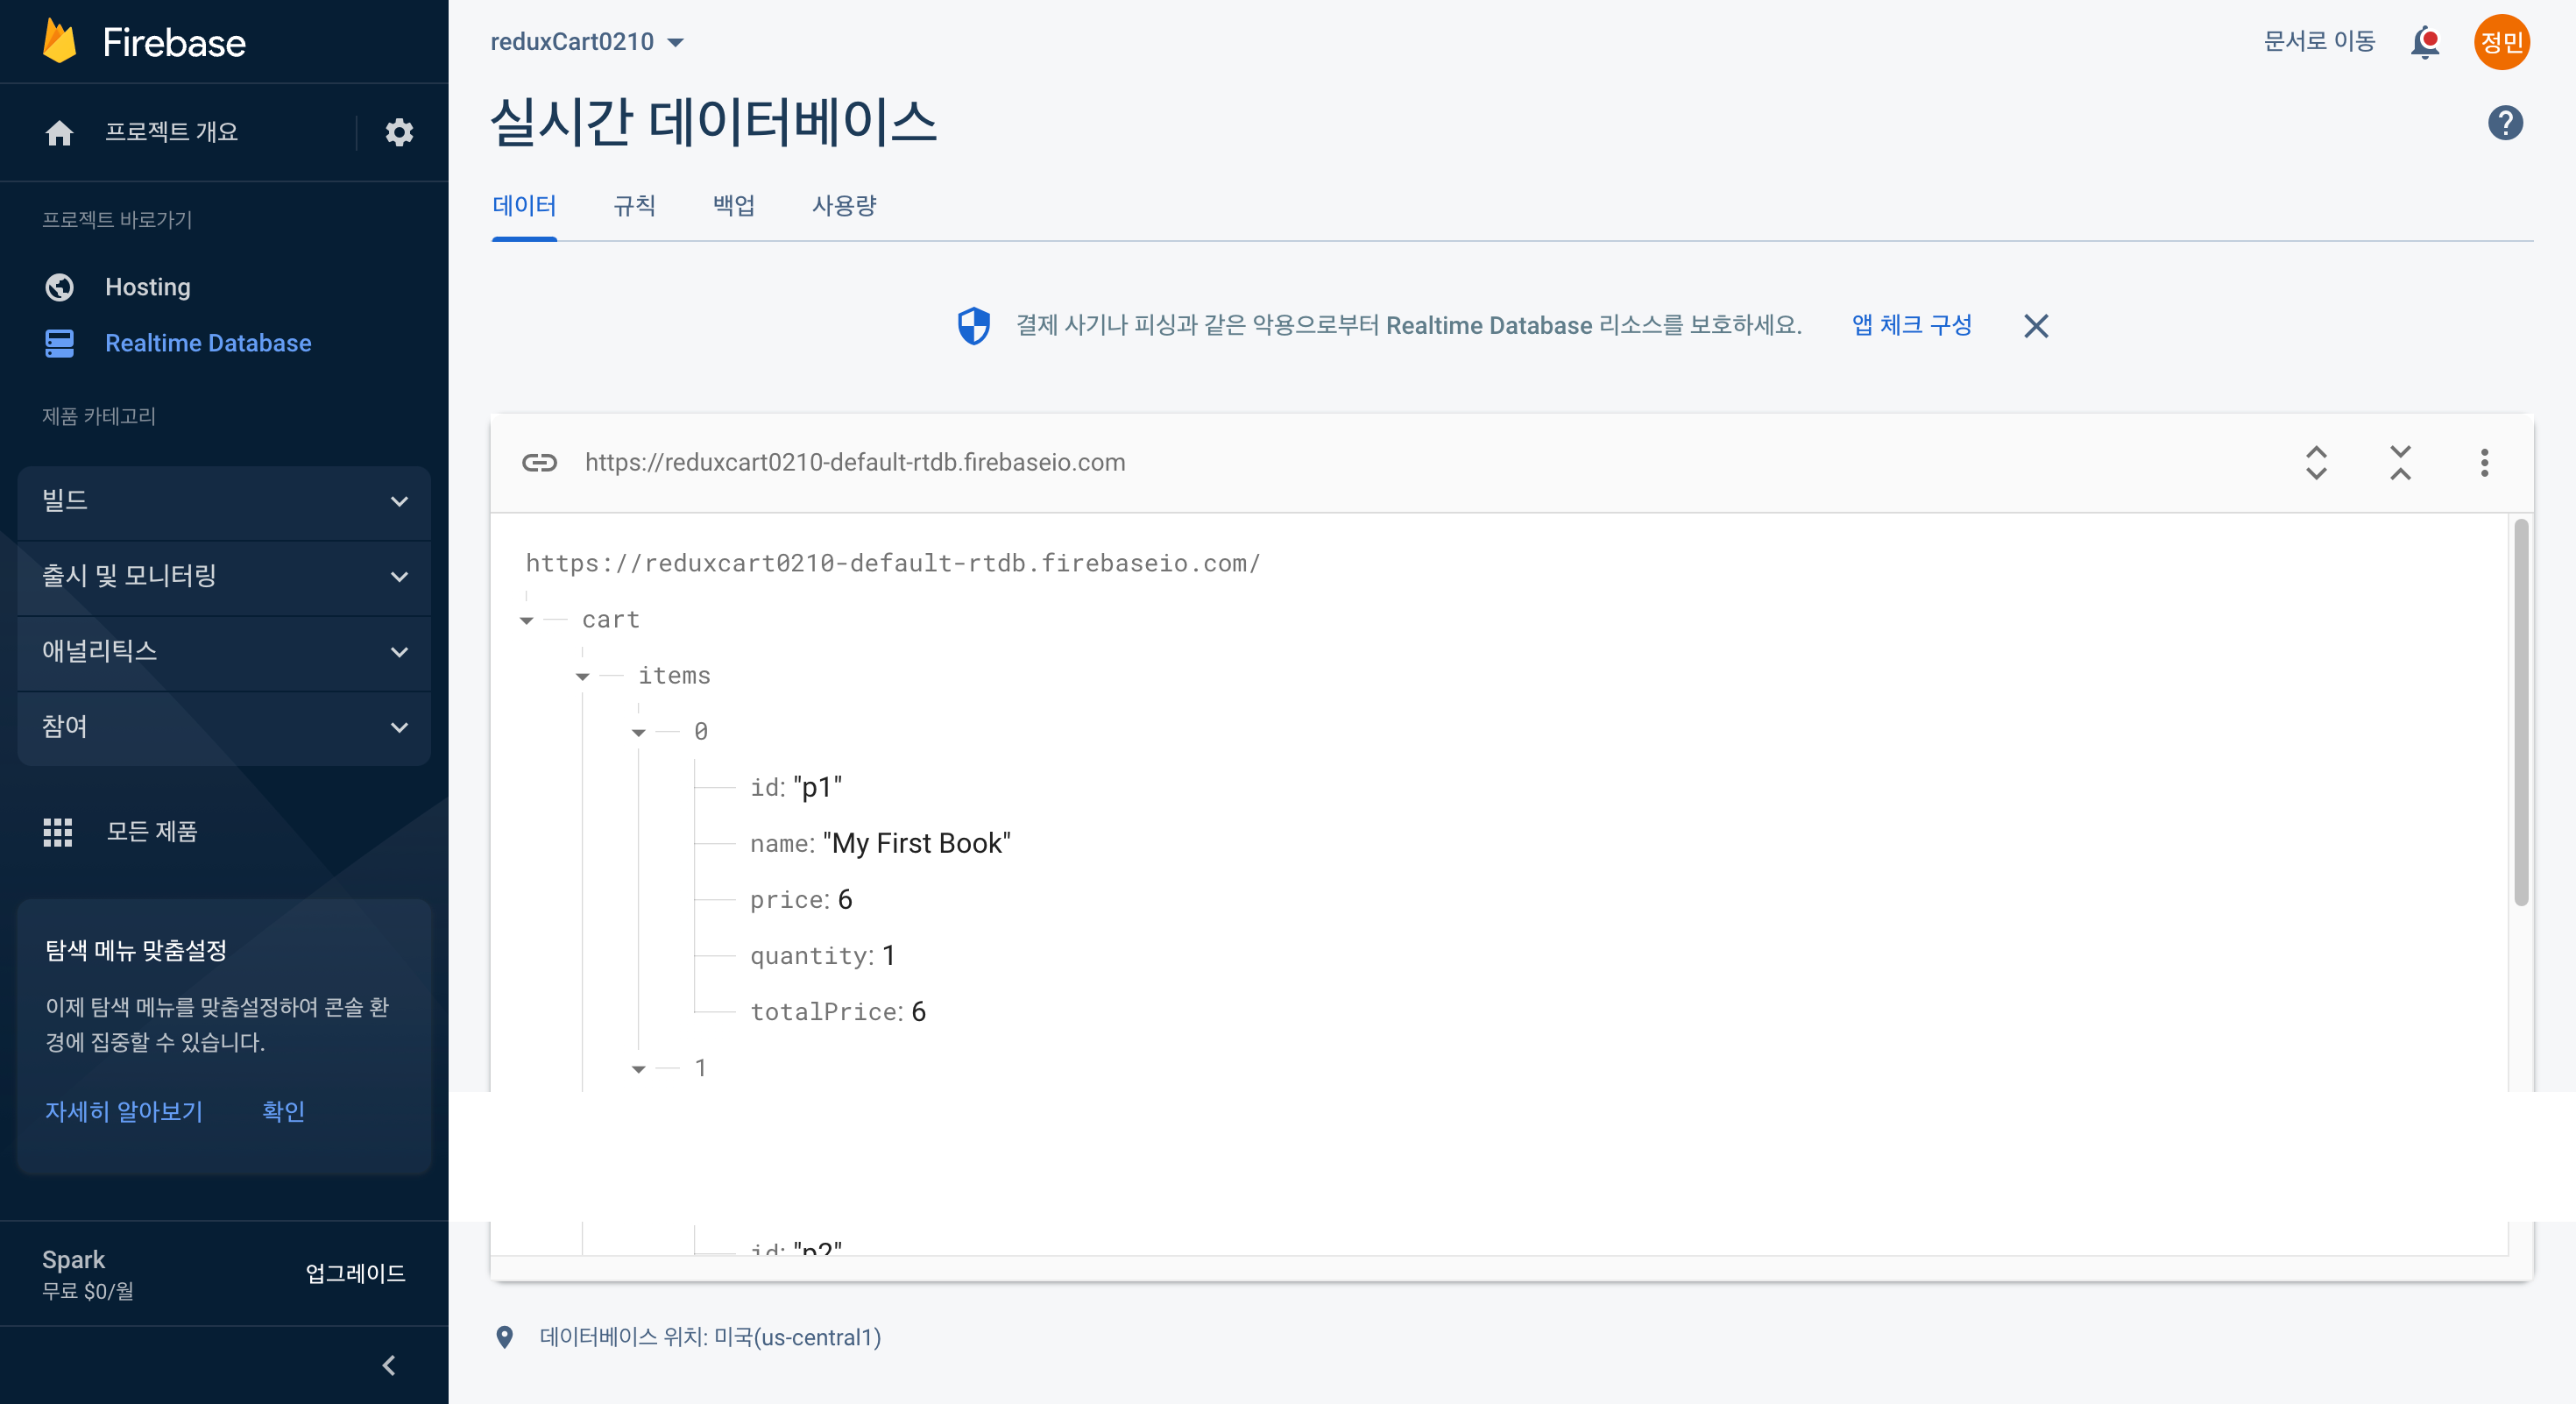 Firebase
프로젝트 개요
프로젝트 바로가기
Hosting
Realtime Database
제품 카테고리
빌드
출시 및 모니터링
애널리틱스
참여
모든 제품
탐색 메뉴 맞춤설정
이제 탐색 메뉴를 맞춤설정하여 콘솔 환
경에 집중할 수 있습니다.
자세히 알아보기 확인
Spark
무료 $0/월
업그레이드
reduxCart0210
문서로 이동
정민
실시간 데이터베이스
데이터 규칙 백업 사용량
결제 사기나 피싱과 같은 악용으로부터 Realtime Database 리소스를 보호하세요. 앱 체크 구성
https://reduxcart0210-default-rtdb.firebaseio.com
https://reduxcart0210-default-rtdb.firebaseio.com/
cart
items
0
id: "p1"
name: "My First Book"
price: 6
quantity: 1
totalPrice: 6
1
id: "p2"
데이터베이스 위치: 미국(us-central1)